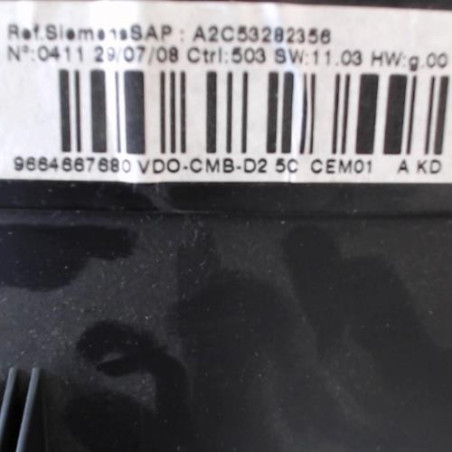 Ref.SiemensSAP : A2C53282356
N°:0411 29/07/08 Ctrl:503 SW:11.03 HW:g.00
9664667680 VDO-CMB-D2 5C CEM01 A KD